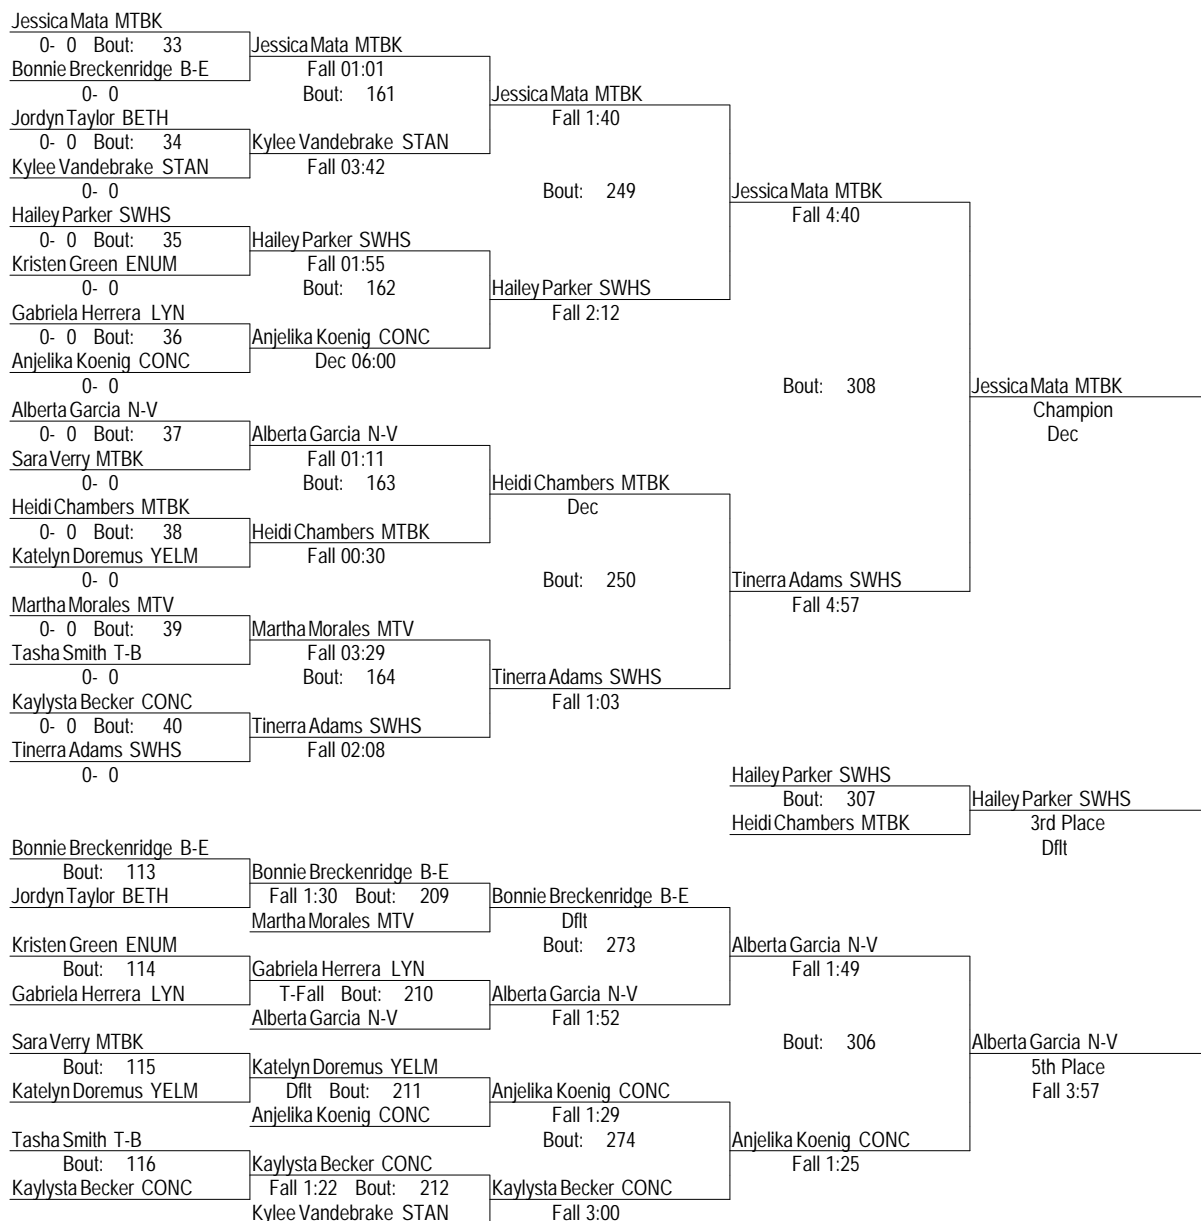 Jessica Mata MTBK
0- 0 Bout: 33 Jessica Mata MTBK
Bonnie Breckenridge B-E Fall 01:01
0- 0 Bout: 161 Jessica Mata MTBK
Jordyn Taylor BETH Fall 1:40
0- 0 Bout: 34 Kylee Vandebrake STAN
Kylee Vandebrake STAN Fall 03:42
0- 0 Bout: 249 Jessica Mata MTBK
Hailey Parker SWHS Fall 4:40
0- 0 Bout: 35 Hailey Parker SWHS
Kristen Green ENUM Fall 01:55
0- 0 Bout: 162 Hailey Parker SWHS
Gabriela Herrera LYN Fall 2:12
0- 0 Bout: 36 Anjelika Koenig CONC
Anjelika Koenig CONC Dec 06:00
0- 0 Bout: 308 Jessica Mata MTBK
Alberta Garcia N-V Champion
0- 0 Bout: 37 Alberta Garcia N-V Dec
Sara Verry MTBK Fall 01:11
0- 0 Bout: 163 Heidi Chambers MTBK
Heidi Chambers MTBK Dec
0- 0 Bout: 38 Heidi Chambers MTBK
Katelyn Doremus YELM Fall 00:30
0- 0 Bout: 250 Tinerra Adams SWHS
Martha Morales MTV Fall 4:57
0- 0 Bout: 39 Martha Morales MTV
Tasha Smith T-B Fall 03:29
0- 0 Bout: 164 Tinerra Adams SWHS
Kaylysta Becker CONC Fall 1:03
0- 0 Bout: 40 Tinerra Adams SWHS
Tinerra Adams SWHS Fall 02:08
0- 0 Hailey Parker SWHS
Bout: 307 Hailey Parker SWHS
Heidi Chambers MTBK 3rd Place
Bonnie Breckenridge B-E Dflt
Bout: 113 Bonnie Breckenridge B-E
Jordyn Taylor BETH Fall 1:30 Bout: 209 Bonnie Breckenridge B-E
Martha Morales MTV Dflt
Kristen Green ENUM Bout: 273 Alberta Garcia N-V
Bout: 114 Gabriela Herrera LYN Fall 1:49
Gabriela Herrera LYN T-Fall Bout: 210 Alberta Garcia N-V
Alberta Garcia N-V Fall 1:52
Sara Verry MTBK Bout: 306 Alberta Garcia N-V
Bout: 115 Katelyn Doremus YELM 5th Place
Katelyn Doremus YELM Dflt Bout: 211 Anjelika Koenig CONC Fall 3:57
Anjelika Koenig CONC Fall 1:29
Tasha Smith T-B Bout: 274 Anjelika Koenig CONC
Bout: 116 Kaylysta Becker CONC Fall 1:25
Kaylysta Becker CONC Fall 1:22 Bout: 212 Kaylysta Becker CONC
Kylee Vandebrake STAN Fall 3:00